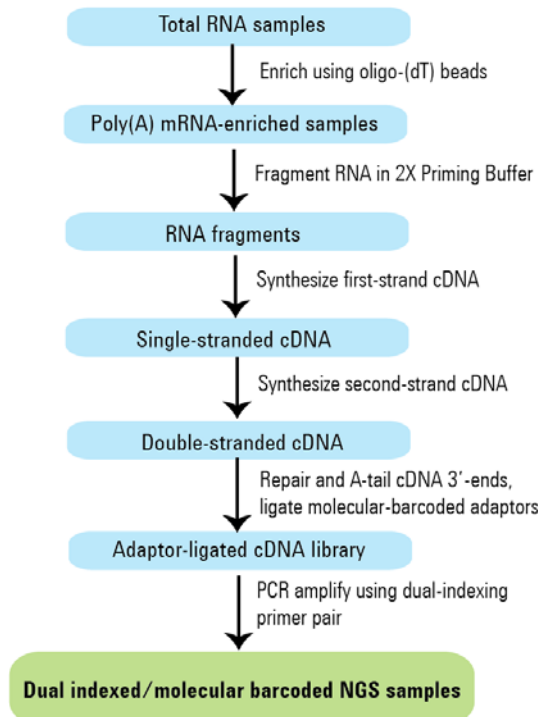 Total RNA samples
Enrich using oligo-(dT) beads
Poly(A) mRNA-enriched samples
Fragment RNA in 2X Priming Buffer
RNA fragments
Synthesize first-strand cDNA
Single-stranded cDNA
Synthesize second-strand cDNA
Double-stranded cDNA
Repair and A-tail cDNA 3′-ends,
ligate molecular-barcoded adaptors
Adaptor-ligated cDNA library
PCR amplify using dual-indexing
primer pair
Dual indexed/molecular barcoded NGS samples